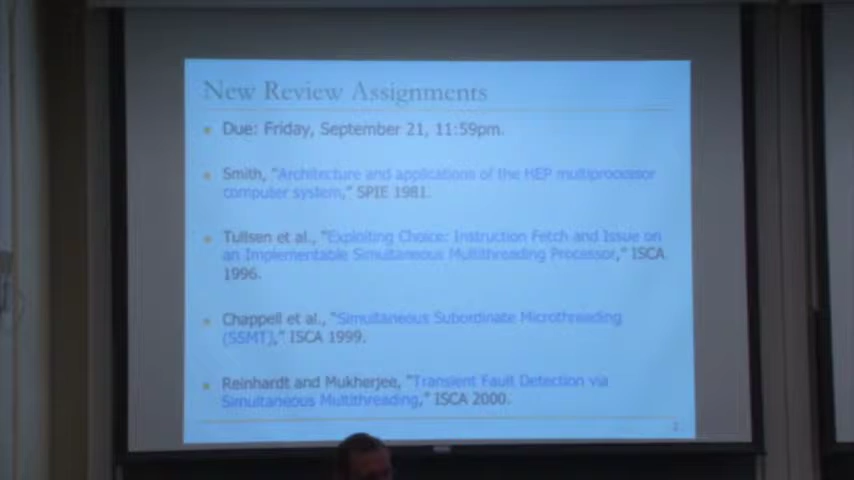 New Review Assignments
Due: Friday, September 21, 11:59pm.
Smith, "Architecture and applications of the HEP multiprocessor
computer system," SPIE 1981.
Tullsen et al., "Exploiting Choice: Instruction Fetch and Issue on
an Implementable Simultaneous Multithreading Processor," ISCA
1996.
Chappell et al., "Simultaneous Subordinate Microthreading
(SSMT)," ISCA 1999.
Reinhardt and Mukherjee, "Transient Fault Detection via
Simultaneous Multithreading," ISCA 2000.